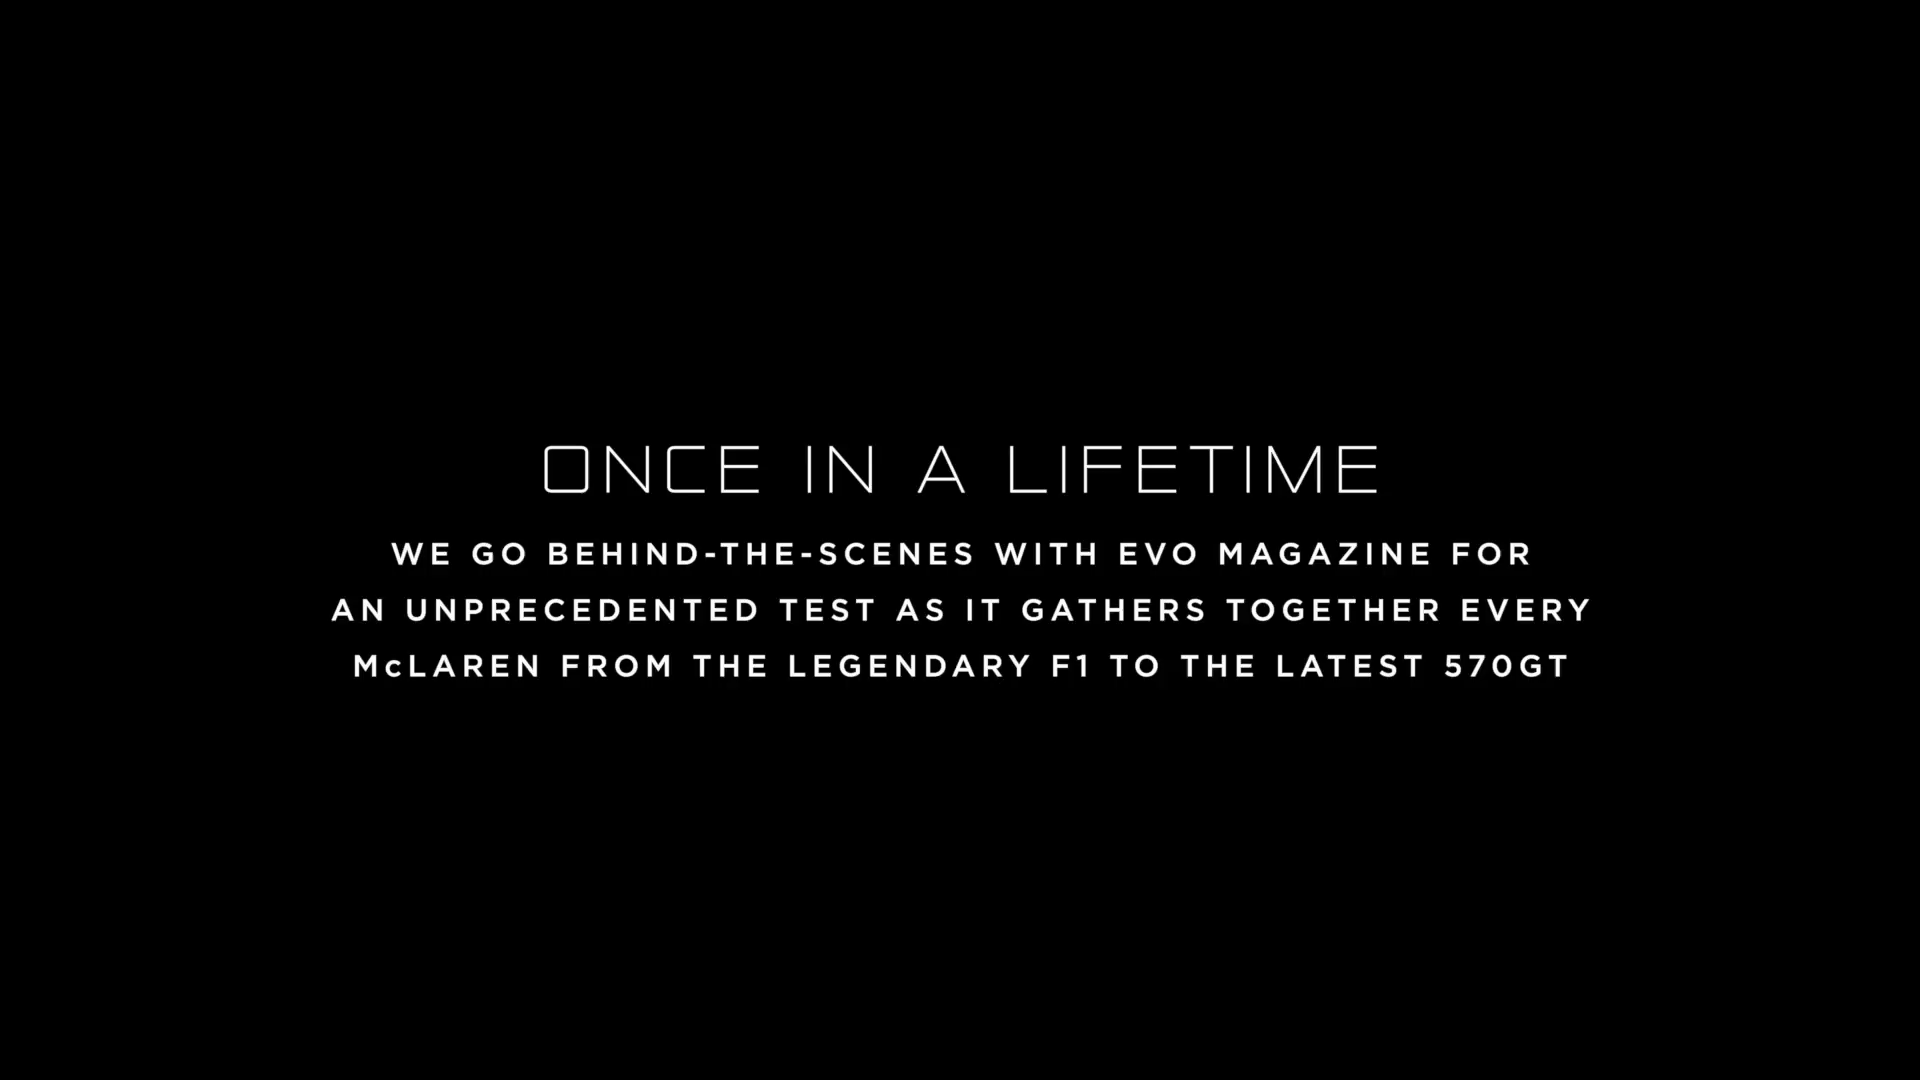 ONCE IN A LIFETIME
WE GO BEHIND-THE-SCENES WITH EVO MAGAZINE FOR
AN UNPRECEDENTED TEST AS IT GATHERS TOGETHER EVERY
McLAREN FROM THE LEGENDARY F1 TO THE LATEST 570GT